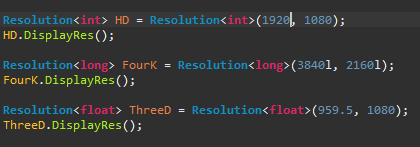 Resolution<int> HD = Resolution<int>(1920, 1080);
HD.DisplayRes();
Resolution<long> FourK = Resolution<long>(3840l, 2160l);
FourK.DisplayRes();
Resolution<float> ThreeD = Resolution<float>(959.5, 1080);
ThreeD.DisplayRes();